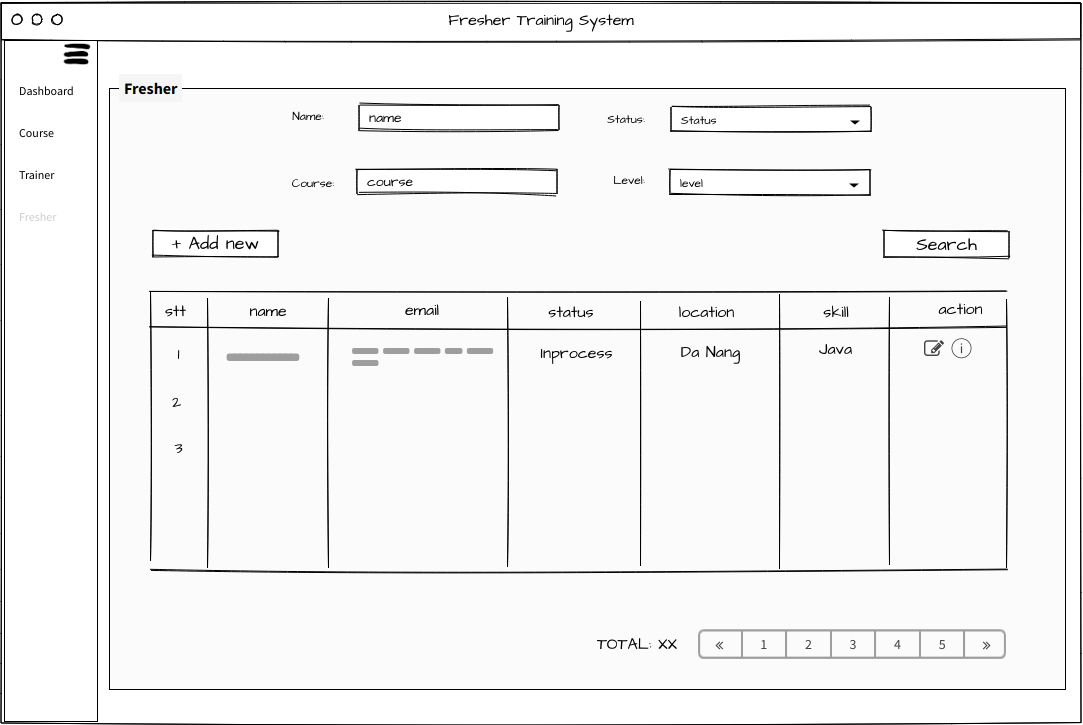 Fresher Training System
Dashboard
Course
Trainer
Fresher
Fresher
Name: name Status: Status
Course: course Level: level
+ Add new Search
stt name email status location skill action
1 Inprocess Da Nang Java i
2
3
TOTAL: XX « 1 2 3 4 5 »